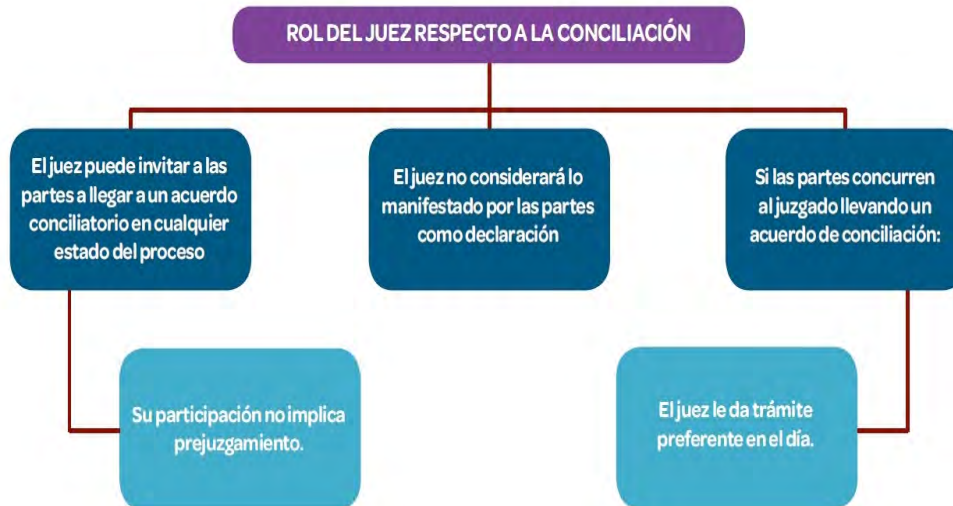 ROL DEL JUEZ RESPECTO A LA CONCILIACIÓN
El juez puede invitar a las
partes a llegar a un acuerdo
conciliatorio en cualquier
estado del proceso
El juez no considerará lo
manifestado por las partes
como declaración
Si las partes concurren
al juzgado llevando un
acuerdo de conciliación:
Su participación no implica
prejuzgamiento.
El juez le da trámite
preferente en el día.